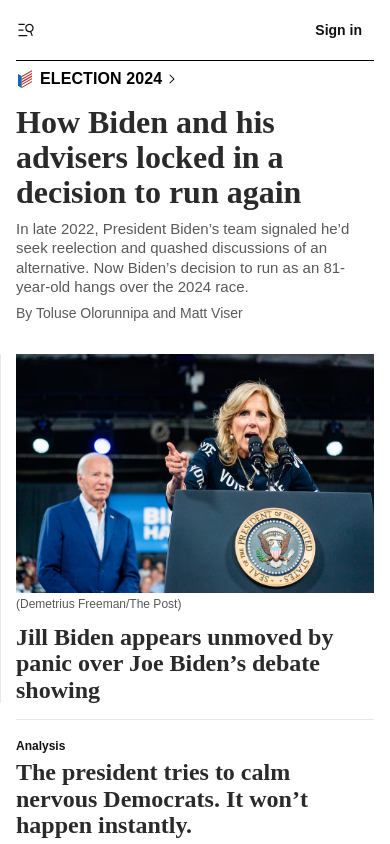 Sign in
ELECTION 2024
How Biden and his
advisers locked in a
decision to run again
In late 2022, President Biden’s team signaled he’d
seek reelection and quashed discussions of an
alternative. Now Biden’s decision to run as an 81-
year-old hangs over the 2024 race.
By Toluse Olorunnipa and Matt Viser
VOTE
SEAL OF THE PRESIDENT OF THE UNITED STATES
(Demetrius Freeman/The Post)
Jill Biden appears unmoved by
panic over Joe Biden’s debate
showing
Analysis
The president tries to calm
nervous Democrats. It won’t
happen instantly.